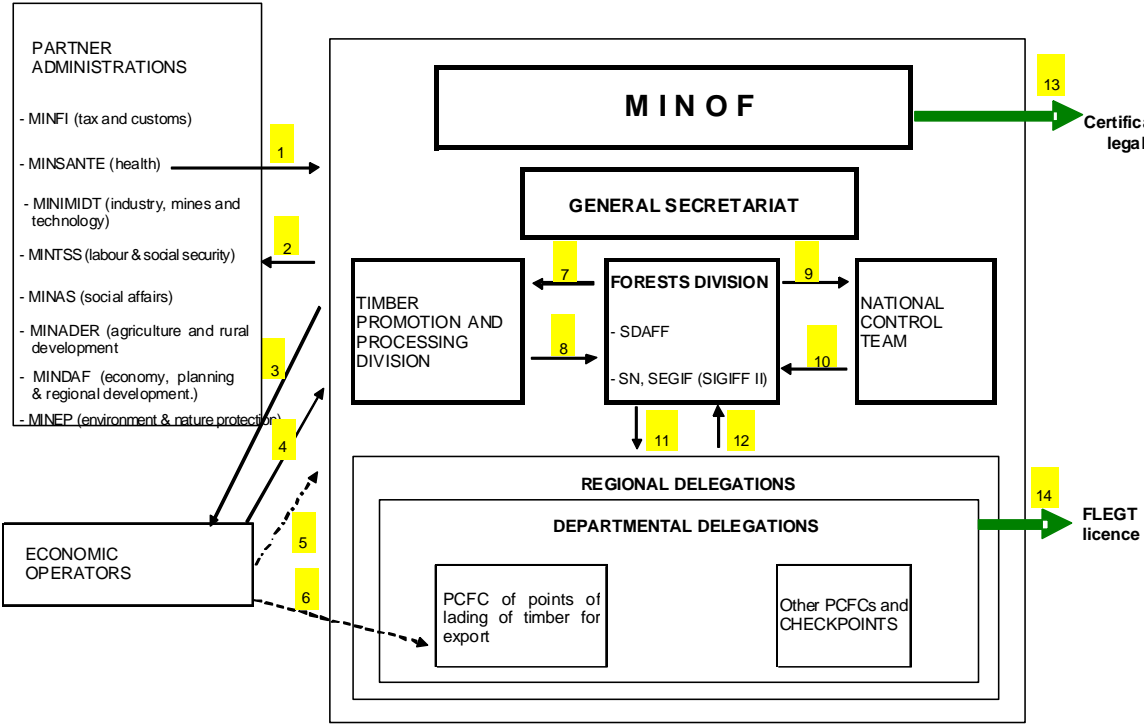 PARTNER
ADMINISTRATIONS
- MINFI (tax and customs)
- MINSANTE (health)
- MINIMIDT (industry, mines and
technology)
- MINTSS (labour & social security)
- MINAS (social affairs)
- MINADER (agriculture and rural
development
- MINDAF (economy, planning
& regional development.)
- MINEP (environment & nature protection)
1
2
3
4
5
6
ECONOMIC
OPERATORS
MINOF
13
Certifica
legal
GENERAL SECRETARIAT
7
8
9
10
TIMBER
PROMOTION AND
PROCESSING
DIVISION
FORESTS DIVISION
- SDAFF
- SN, SEGIF (SIGIFF II)
NATIONAL
CONTROL
TEAM
11
12
REGIONAL DELEGATIONS
DEPARTMENTAL DELEGATIONS
14
FLEGT
licence
PCFC of points of
lading of timber for
export
Other PCFCs and
CHECKPOINTS